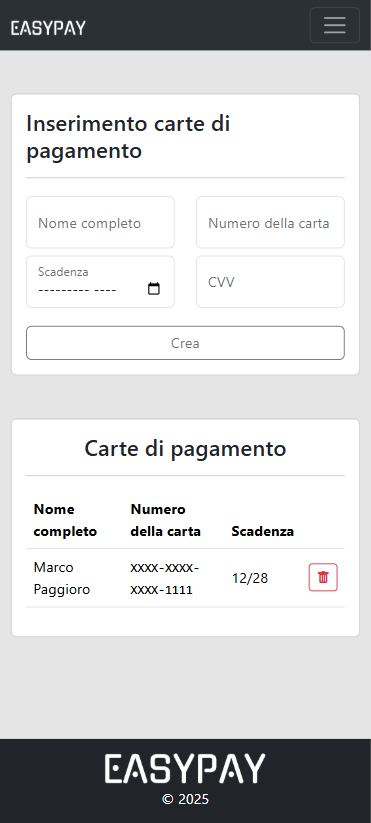 EASYPAY
Inserimento carte di
pagamento
Nome completo
Numero della carta
Scadenza
--------- ----
CVV
Crea
Carte di pagamento
Nome
completo
Numero
della carta
Scadenza
Marco
Paggioro
XXXX-XXXX-
XXXX-1111
12/28
EASYPAY
© 2025